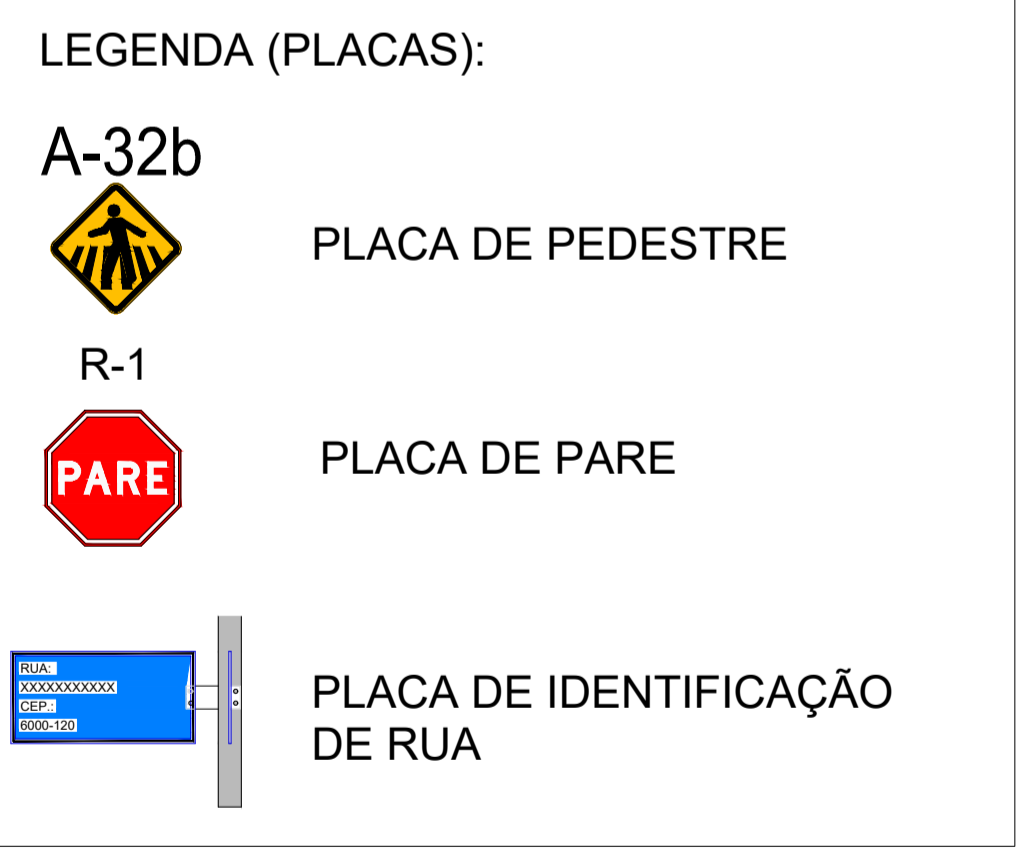 LEGENDA (PLACAS):
A-32b
PLACA DE PEDESTRE
R-1
PARE
PLACA DE PARE
RUA:
XXXXXXXXXXX
CEP.:
6000-120
PLACA DE IDENTIFICAÇÃO
DE RUA